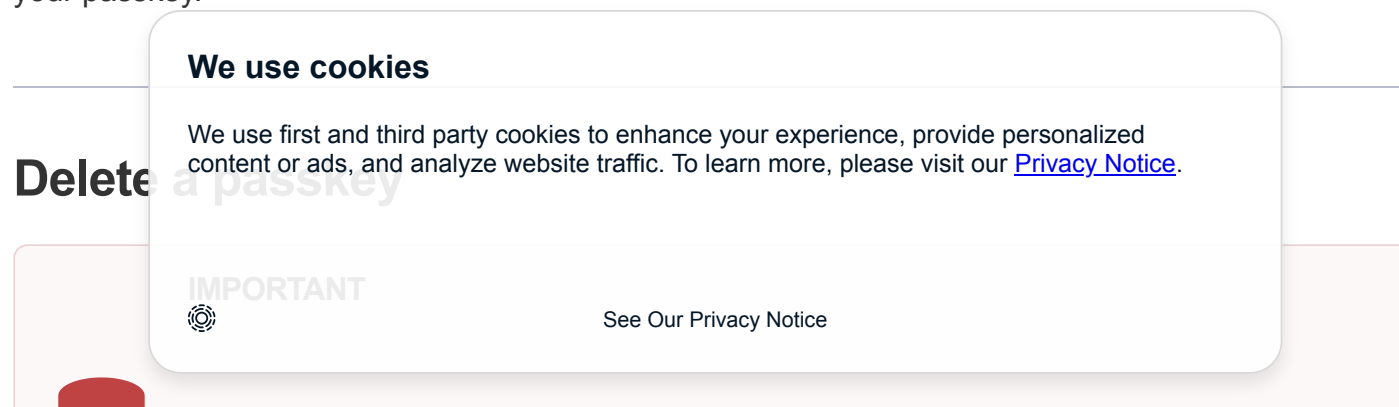 your passkey.
We use cookies
We use first and third party cookies to enhance your experience, provide personalized
content or ads, and analyze website traffic. To learn more, please visit our Privacy Notice.
Delete a passkey
IMPORTANT
See Our Privacy Notice